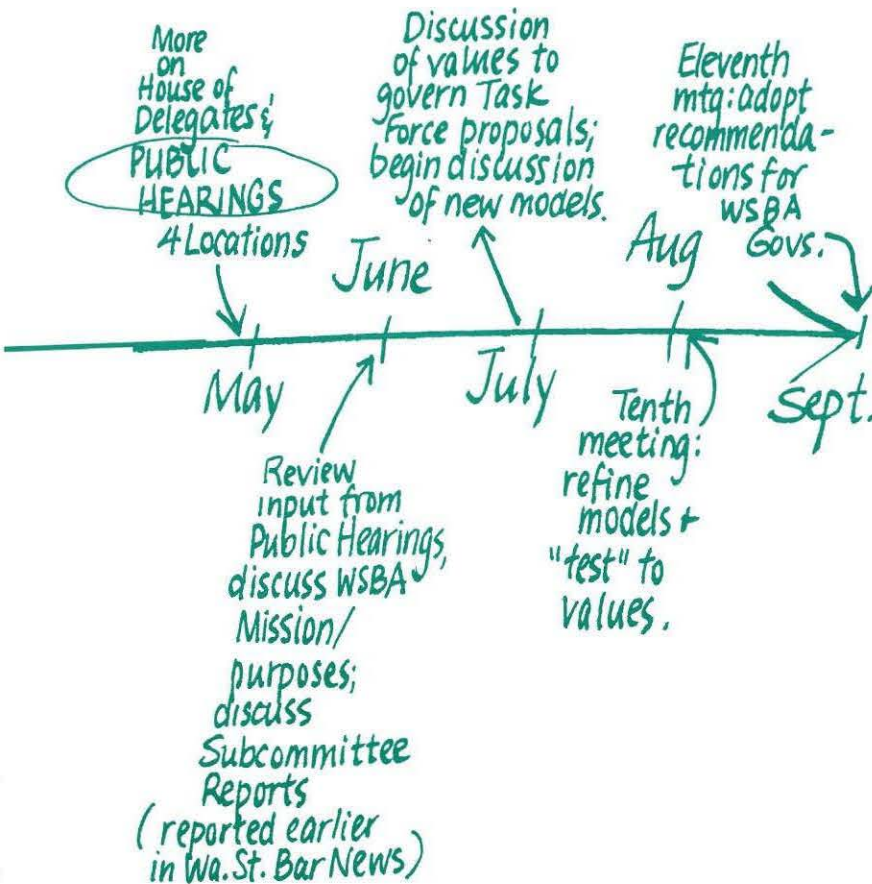 More
on
House of
Delegates &
PUBLIC
HEARINGS
4 Locations
Discussion
of values to
govern Task
Force proposals;
begin discussion
of new models.
Eleventh
mtg: adopt
recommenda-
tions for
WSBA
Govs.
June
Aug
May
July
Sept.
Review
input from
Public Hearings,
discuss WSBA
Mission/
purposes;
discuss
Subcommittee
Reports
(reported earlier
in Wa. St. Bar News)
Tenth
meeting:
refine
models +
"test" to
values.